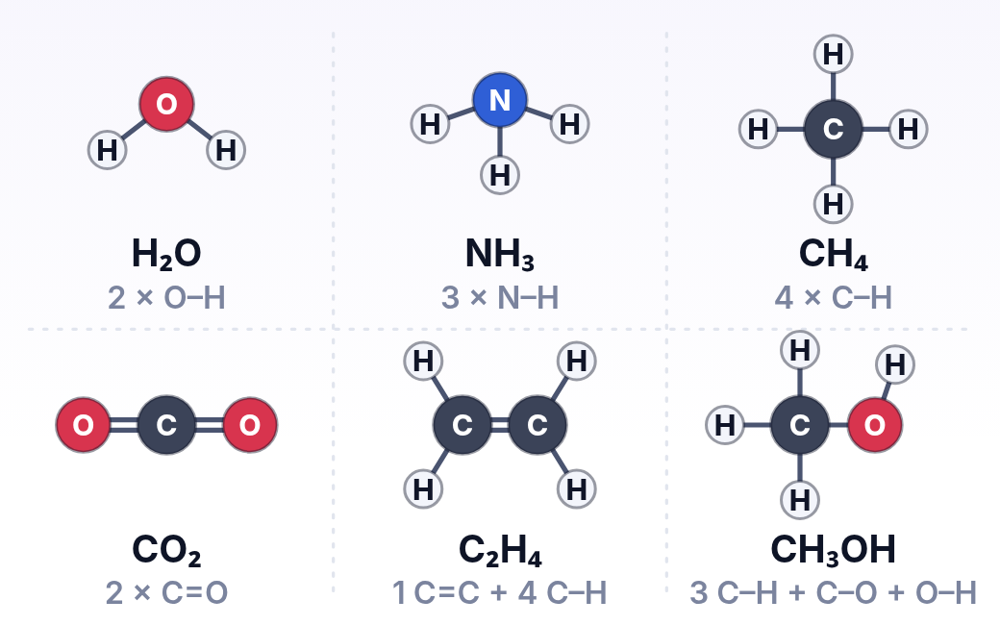 O
H H
H₂O
2 × O–H
N
H H
H
NH₃
3 × N–H
H
H C H
H
CH₄
4 × C–H
O C O
CO₂
2 × C=O
H H
C C
H H
C₂H₄
1 C=C + 4 C–H
H H
H C O
H
CH₃OH
3 C–H + C–O + O–H